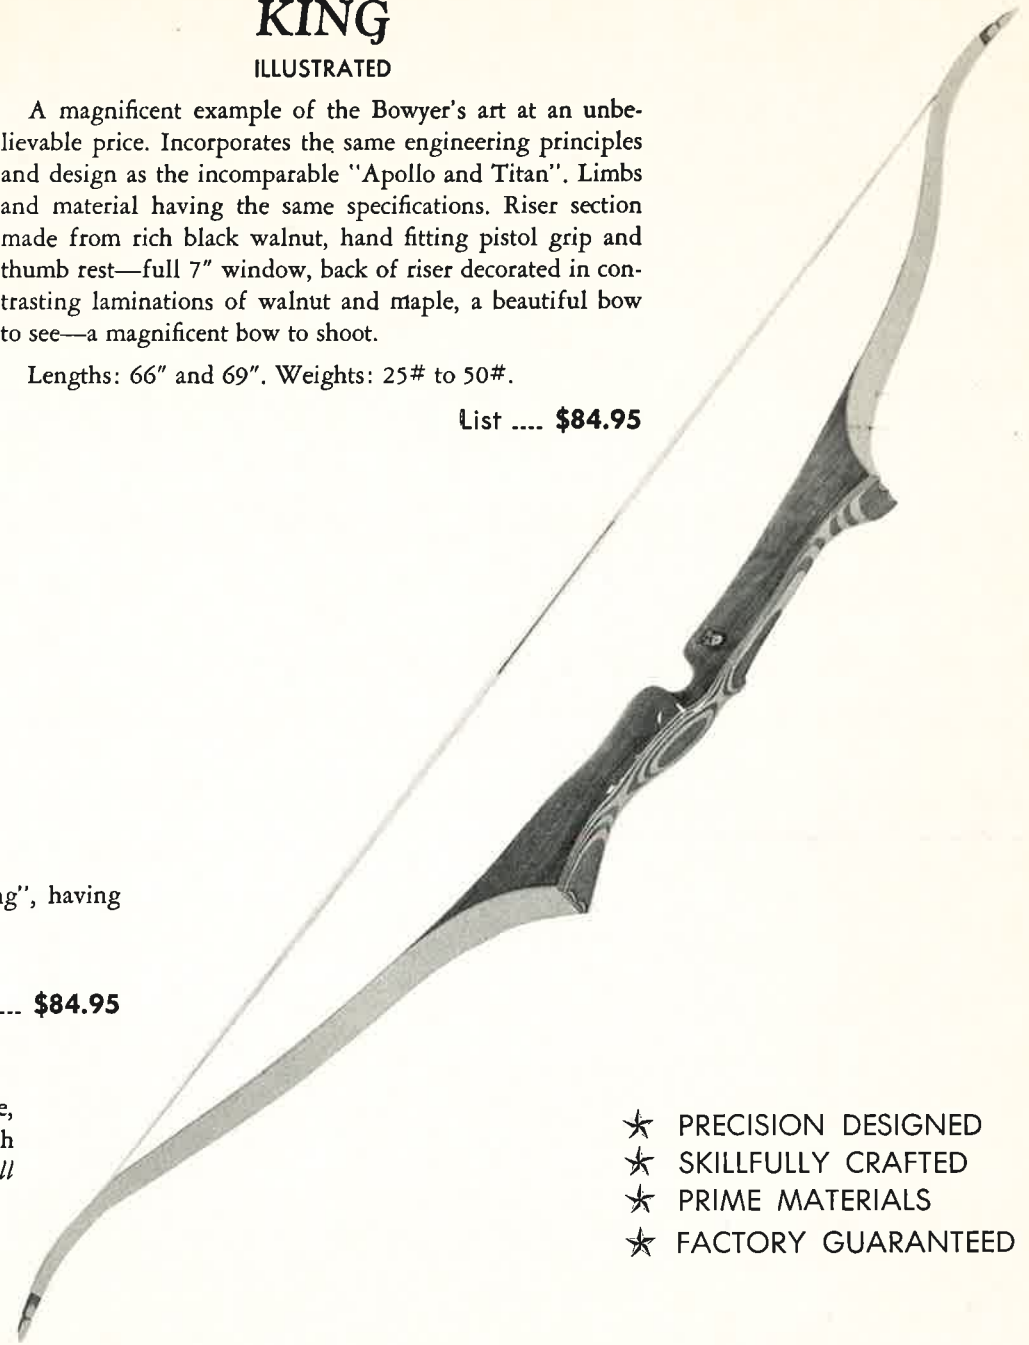 KING
ILLUSTRATED
A magnificent example of the Bowyer's art at an unbe-
lievable price. Incorporates the same engineering principles
and design as the incomparable "Apollo and Titan". Limbs
and material having the same specifications. Riser section
made from rich black walnut, hand fitting pistol grip and
thumb rest—full 7" window, back of riser decorated in con-
trasting laminations of walnut and maple, a beautiful bow
to see—a magnificent bow to shoot.
Lengths: 66" and 69". Weights: 25# to 50#.
List .... $84.95
g", having
... $84.95
e,
h
ll
★ PRECISION DESIGNED
★ SKILLFULLY CRAFTED
★ PRIME MATERIALS
★ FACTORY GUARANTEED